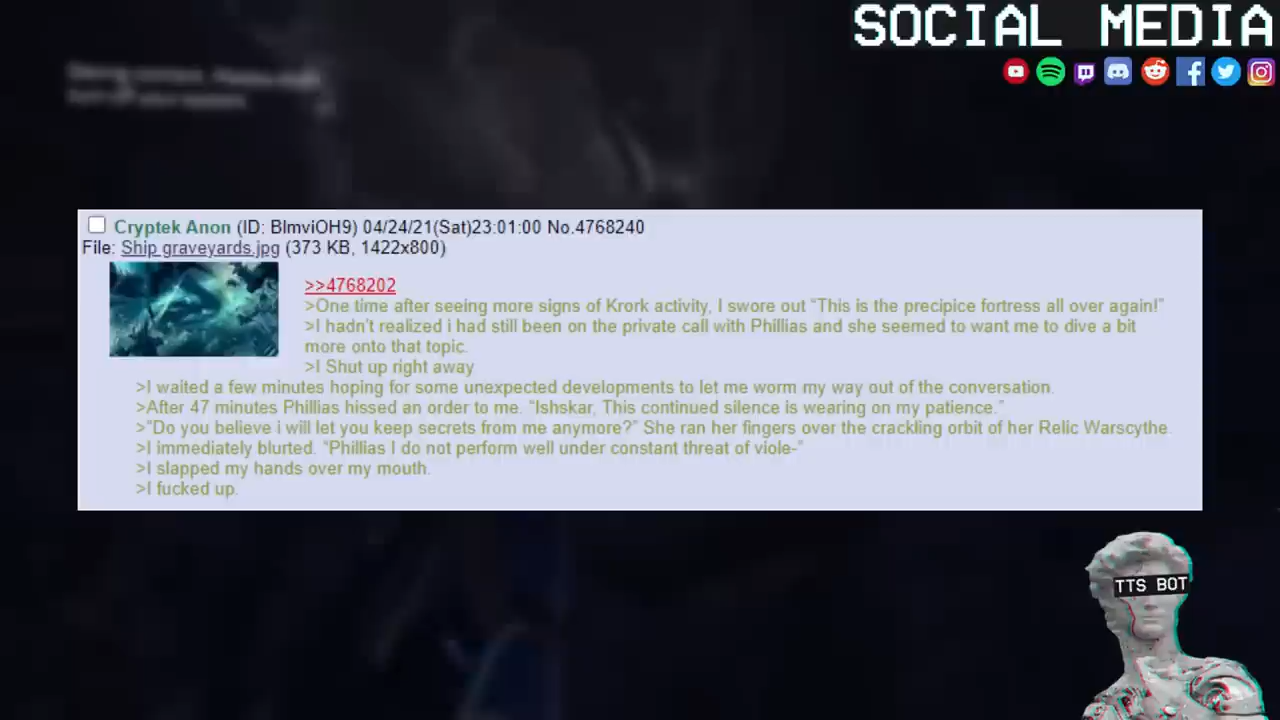 SOCIAL MEDIA
Cryptek Anon (ID: BlmviOH9) 04/24/21(Sat)23:01:00 No.4768240
File: Ship graveyards.jpg (373 KB, 1422x800)
>>4768202
>One time after seeing more signs of Krork activity, I swore out “This is the precipice fortress all over again!”
>I hadn't realized i had still been on the private call with Phillias and she seemed to want me to dive a bit
more onto that topic.
>I Shut up right away
>I waited a few minutes hoping for some unexpected developments to let me worm my way out of the conversation.
>After 47 minutes Phillias hissed an order to me. “Ishskar, This continued silence is wearing on my patience.”
>“Do you believe i will let you keep secrets from me anymore?” She ran her fingers over the crackling orbit of her Relic Warscythe.
>I immediately blurted. “Phillias I do not perform well under constant threat of viole-”
>I slapped my hands over my mouth.
>I fucked up.
TTS BOT